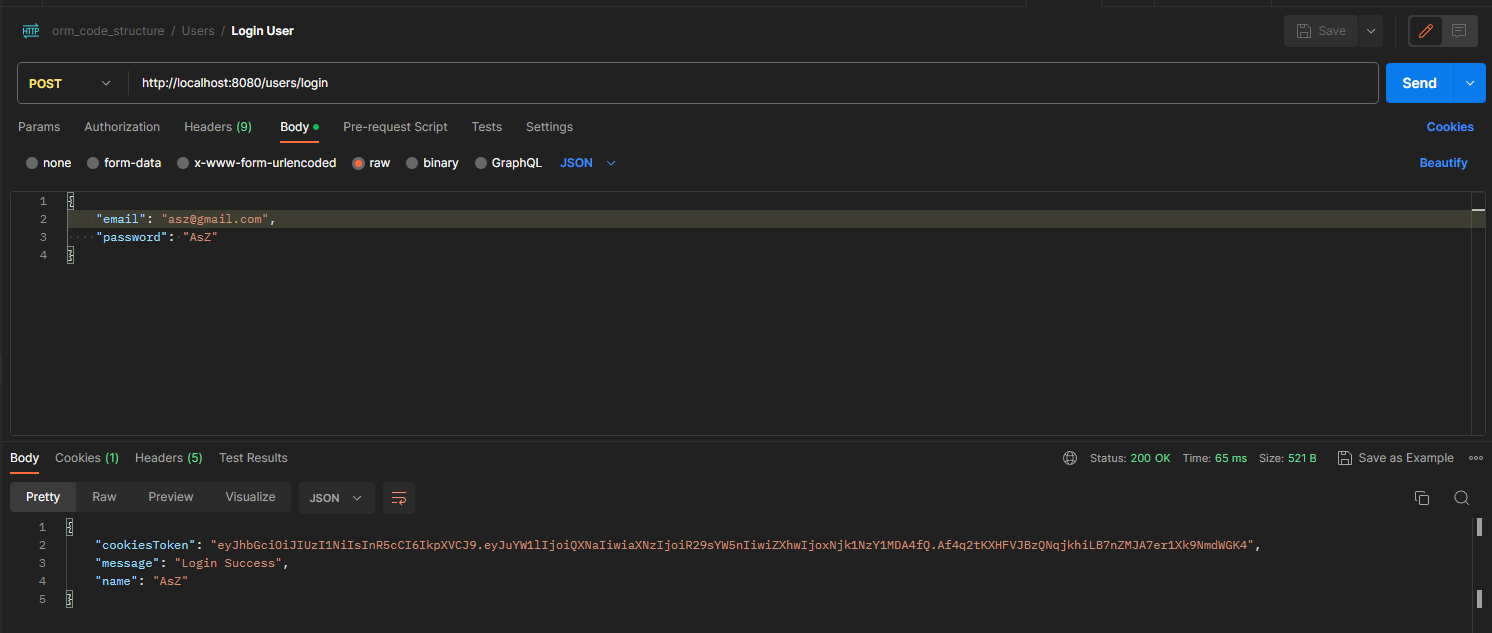 HTTP orm_code_structure / Users / Login User Save
POST http://localhost:8080/users/login Send
Params Authorization Headers (9) Body Pre-request Script Tests Settings Cookies
none form-data x-www-form-urlencoded raw binary GraphQL JSON Beautify
1 {
2 "email": "asz@gmail.com",
3 "password": "AsZ"
4 }
Body Cookies (1) Headers (5) Test Results Status: 200 OK Time: 65 ms Size: 521 B Save as Example
Pretty Raw Preview Visualize JSON
1 {
2 "cookiesToken": "eyJhbGciOiJIUzI1NiIsInR5cCI6IkpXVCJ9.eyJuYW1lIjoiQXNaIiwiaXNzIjoiR29sYW5nIiwiZXhwIjoxNjk1NzY1MDA4fQ.Af4q2tKXHFVJBzQNqjkhiLB7nZMJA7er1Xk9NmdWGK4",
3 "message": "Login Success",
4 "name": "AsZ"
5 }